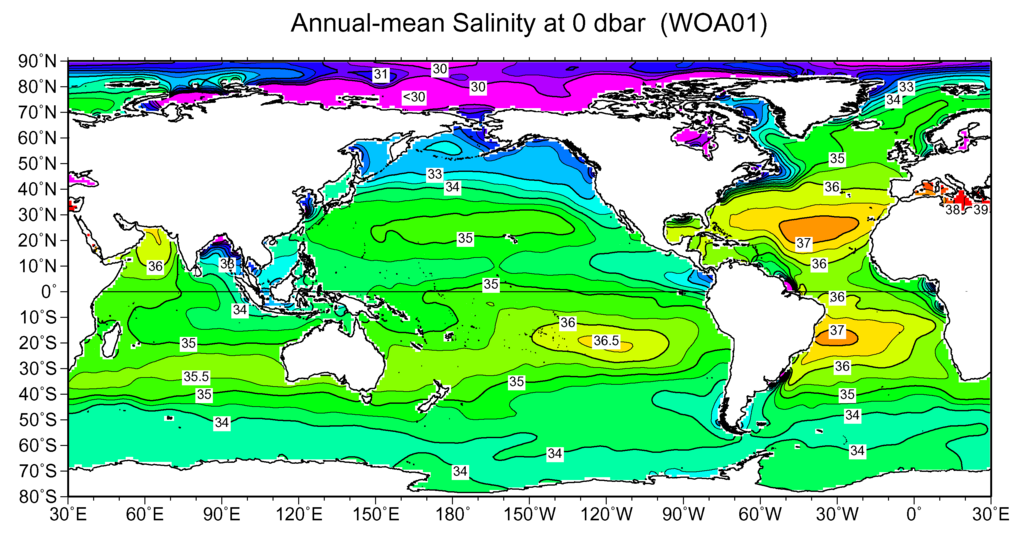 Annual-mean Salinity at 0 dbar (WOA01)
90°N
80°N
70°N
60°N
50°N
40°N
30°N
20°N
10°N
0°
10°S
20°S
30°S
40°S
50°S
60°S
70°S
80°S
31 30
30
<30
33
34
35
33
34
36
38 39
35
37
36
33
36
35
36
34
36
37
36.5
35
36
35.5
35
35
35
34
34
34
34
34
30°E 60°E 90°E 120°E 150°E 180° 150°W 120°W 90°W 60°W 30°W 0° 30°E